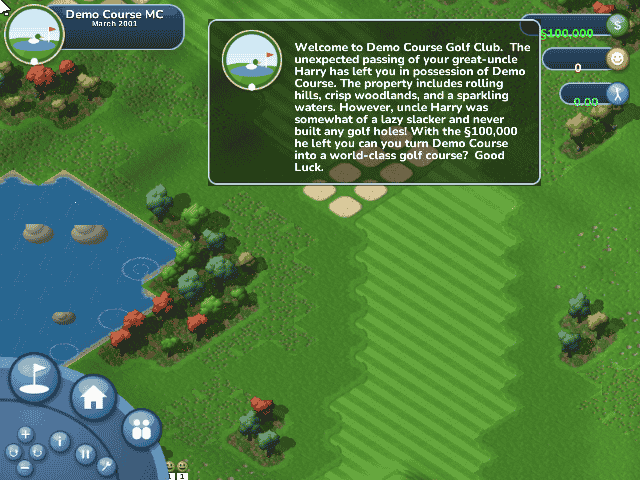 Demo Course MC
March 2001
§100,000
0
0.00
Welcome to Demo Course Golf Club. The
unexpected passing of your great-uncle
Harry has left you in possession of Demo
Course. The property includes rolling
hills, crisp woodlands, and a sparkling
waters. However, uncle Harry was
somewhat of a lazy slacker and never
built any golf holes! With the §100,000
he left you can you turn Demo Course
into a world-class golf course? Good
Luck.
1 1